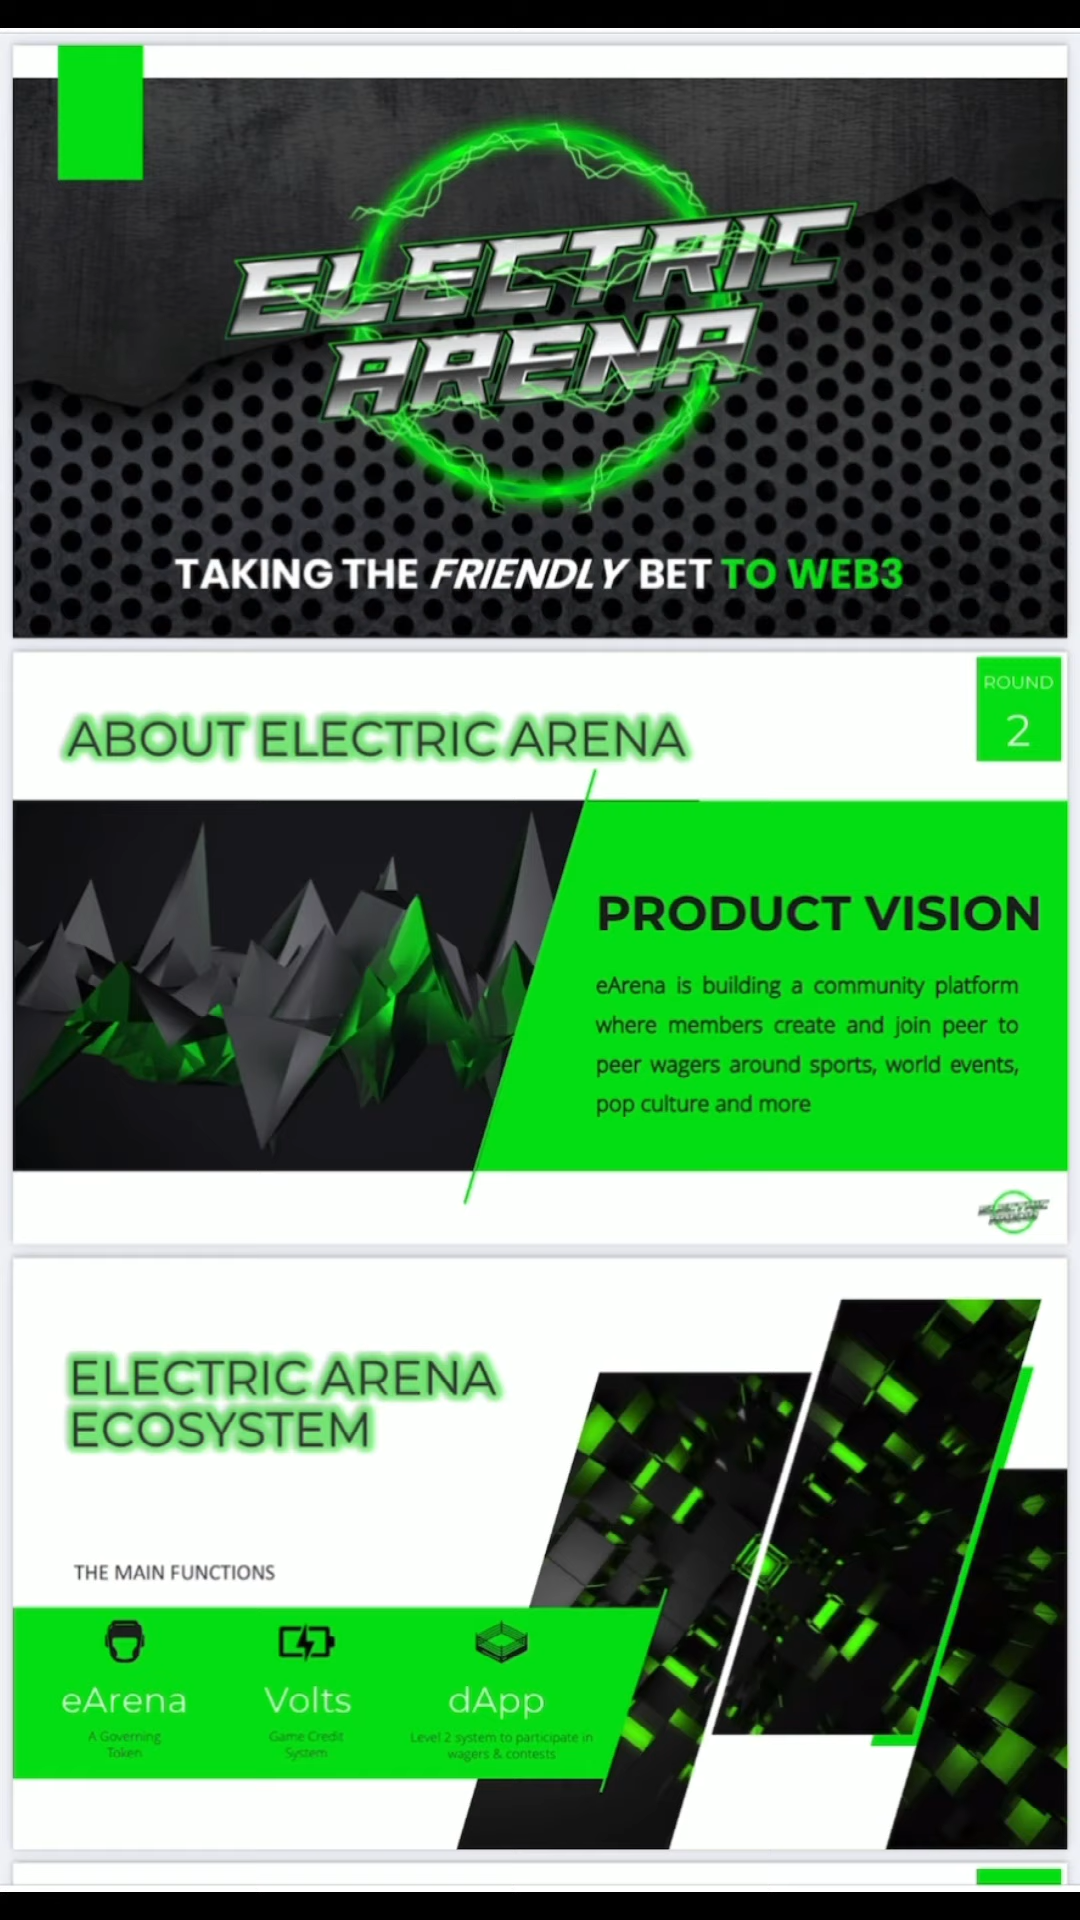 ELECTRIC
ARENA
TAKING THE FRIENDLY BET TO WEB3
ROUND
2
ABOUT ELECTRIC ARENA
PRODUCT VISION
eArena is building a community platform
where members create and join peer to
peer wagers around sports, world events,
pop culture and more
ELECTRIC
ARENA
ELECTRIC ARENA
ECOSYSTEM
THE MAIN FUNCTIONS
eArena
A Governing
Token
Volts
Game Credit
System
dApp
Level 2 system to participate in
wagers & contests